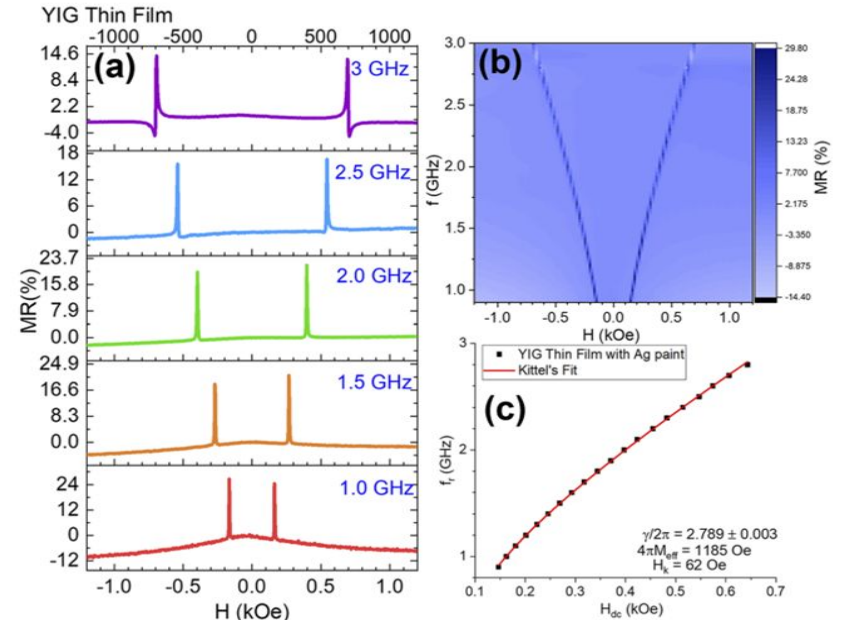 YIG Thin Film
-1000 -500 0 500 1000
(a)
3 GHz
14.6
8.4
2.2
-4.0
2.5 GHz
18
12
6
0
2.0 GHz
23.7
15.8
7.9
0.0
1.5 GHz
24.9
16.6
8.3
0.0
1.0 GHz
24
12
0
-12
MR(%)
-1.0 -0.5 0.0 0.5 1.0
H (kOe)
(b)
3.0
2.5
2.0
1.5
1.0
f (GHz)
-1.0 -0.5 0.0 0.5 1.0
H (kOe)
29.80
24.28
18.75
13.23
7.700
2.175
-3.350
-8.875
-14.40
MR (%)
(c)
YIG Thin Film with Ag paint
Kittel's Fit
3
2
1
fr (GHz)
γ/2π = 2.789 ± 0.003
4πMeff = 1185 Oe
Hk = 62 Oe
0.1 0.2 0.3 0.4 0.5 0.6 0.7
Hdc (kOe)